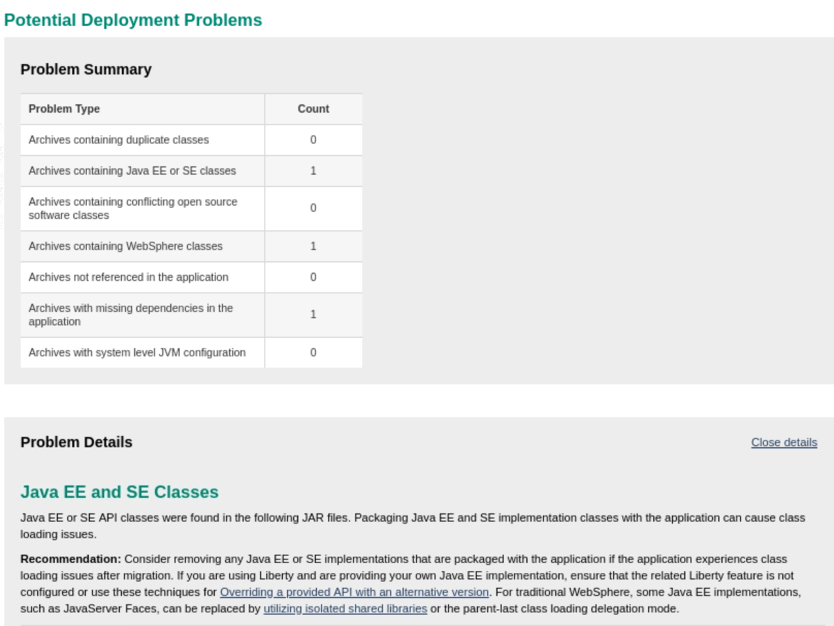 Potential Deployment Problems
Problem Summary
Problem Type Count
Archives containing duplicate classes 0
Archives containing Java EE or SE classes 1
Archives containing conflicting open source
software classes 0
Archives containing WebSphere classes 1
Archives not referenced in the application 0
Archives with missing dependencies in the
application 1
Archives with system level JVM configuration 0
Problem Details Close details
Java EE and SE Classes
Java EE or SE API classes were found in the following JAR files. Packaging Java EE and SE implementation classes with the application can cause class
loading issues.
Recommendation: Consider removing any Java EE or SE implementations that are packaged with the application if the application experiences class
loading issues after migration. If you are using Liberty and are providing your own Java EE implementation, ensure that the related Liberty feature is not
configured or use these techniques for Overriding a provided API with an alternative version. For traditional WebSphere, some Java EE implementations,
such as JavaServer Faces, can be replaced by utilizing isolated shared libraries or the parent-last class loading delegation mode.